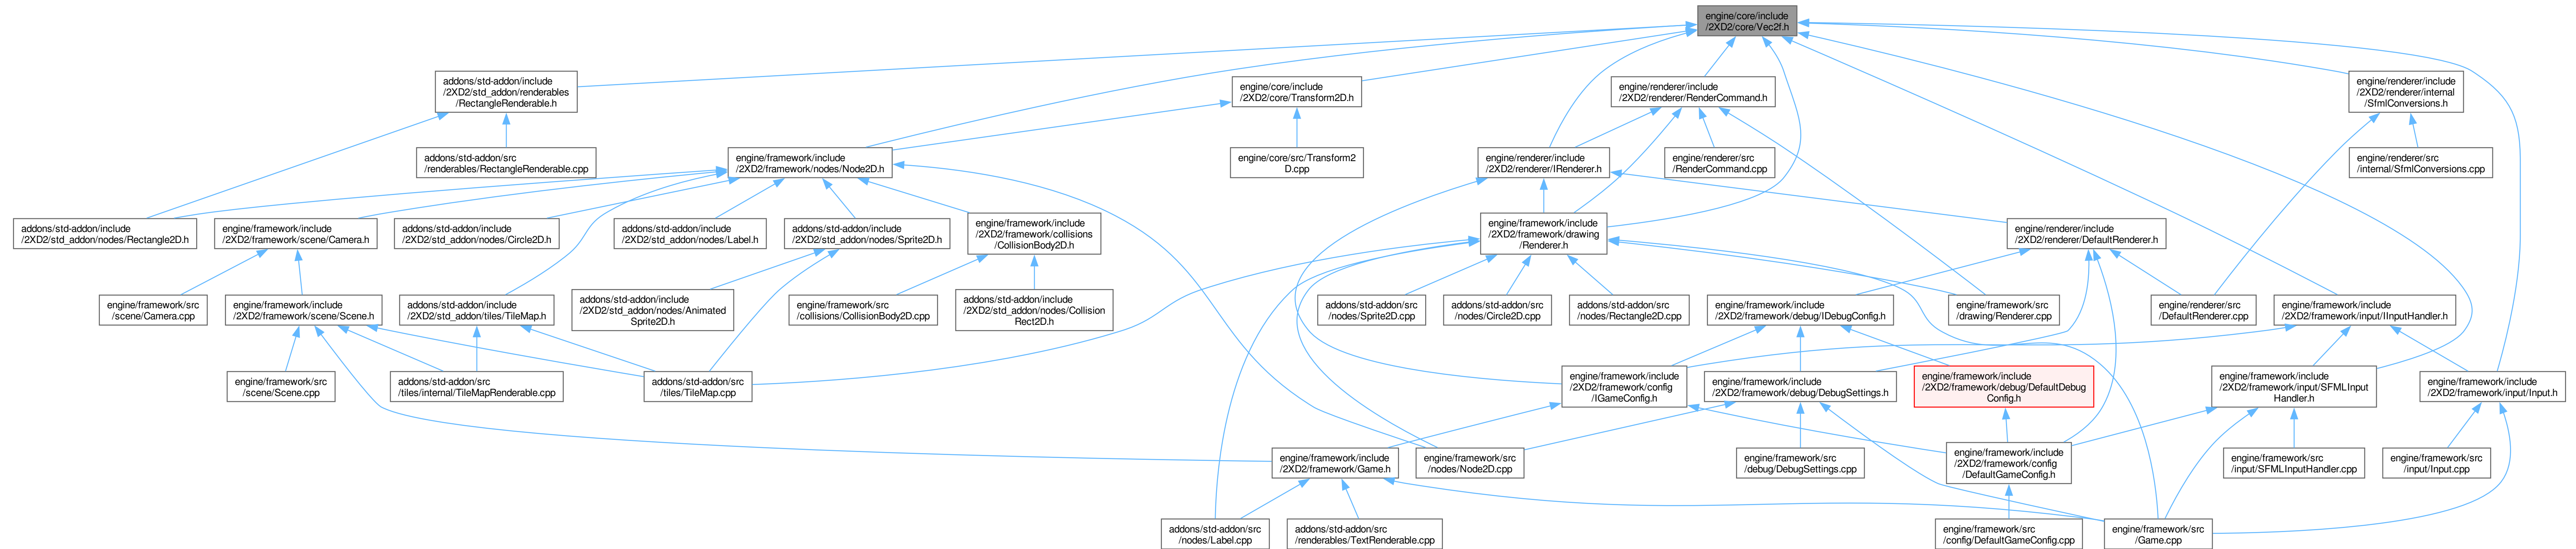 engine/core/include
/2XD2/core/Vec2f.h
addons/std-addon/include
/2XD2/std_addon/renderables
/RectangleRenderable.h
engine/core/include
/2XD2/core/Transform2D.h
engine/renderer/include
/2XD2/renderer/RenderCommand.h
engine/renderer/include
/2XD2/renderer/internal
/SfmlConversions.h
addons/std-addon/src
/renderables/RectangleRenderable.cpp
engine/framework/include
/2XD2/framework/nodes/Node2D.h
engine/core/src/Transform2
D.cpp
engine/renderer/include
/2XD2/renderer/IRenderer.h
engine/renderer/src
/RenderCommand.cpp
engine/renderer/src
/internal/SfmlConversions.cpp
addons/std-addon/include
/2XD2/std_addon/nodes/Rectangle2D.h
engine/framework/include
/2XD2/framework/scene/Camera.h
addons/std-addon/include
/2XD2/std_addon/nodes/Circle2D.h
addons/std-addon/include
/2XD2/std_addon/nodes/Label.h
addons/std-addon/include
/2XD2/std_addon/nodes/Sprite2D.h
engine/framework/include
/2XD2/framework/collisions
/CollisionBody2D.h
engine/framework/include
/2XD2/framework/drawing
/Renderer.h
engine/renderer/include
/2XD2/renderer/DefaultRenderer.h
engine/framework/src
/scene/Camera.cpp
engine/framework/include
/2XD2/framework/scene/Scene.h
addons/std-addon/include
/2XD2/std_addon/tiles/TileMap.h
addons/std-addon/include
/2XD2/std_addon/nodes/Animated
Sprite2D.h
engine/framework/src
/collisions/CollisionBody2D.cpp
addons/std-addon/include
/2XD2/std_addon/nodes/Collision
Rect2D.h
addons/std-addon/src
/nodes/Sprite2D.cpp
addons/std-addon/src
/nodes/Circle2D.cpp
addons/std-addon/src
/nodes/Rectangle2D.cpp
engine/framework/include
/2XD2/framework/debug/IDebugConfig.h
engine/framework/src
/drawing/Renderer.cpp
engine/renderer/src
/DefaultRenderer.cpp
engine/framework/include
/2XD2/framework/input/IInputHandler.h
engine/framework/src
/scene/Scene.cpp
addons/std-addon/src
/tiles/internal/TileMapRenderable.cpp
addons/std-addon/src
/tiles/TileMap.cpp
engine/framework/include
/2XD2/framework/config
/IGameConfig.h
engine/framework/include
/2XD2/framework/debug/DebugSettings.h
engine/framework/include
/2XD2/framework/debug/DefaultDebug
Config.h
engine/framework/include
/2XD2/framework/input/SFMLInput
Handler.h
engine/framework/include
/2XD2/framework/input/Input.h
engine/framework/include
/2XD2/framework/Game.h
engine/framework/src
/nodes/Node2D.cpp
engine/framework/src
/debug/DebugSettings.cpp
engine/framework/include
/2XD2/framework/config
/DefaultGameConfig.h
engine/framework/src
/input/SFMLInputHandler.cpp
engine/framework/src
/input/Input.cpp
addons/std-addon/src
/nodes/Label.cpp
addons/std-addon/src
/renderables/TextRenderable.cpp
engine/framework/src
/config/DefaultGameConfig.cpp
engine/framework/src
/Game.cpp